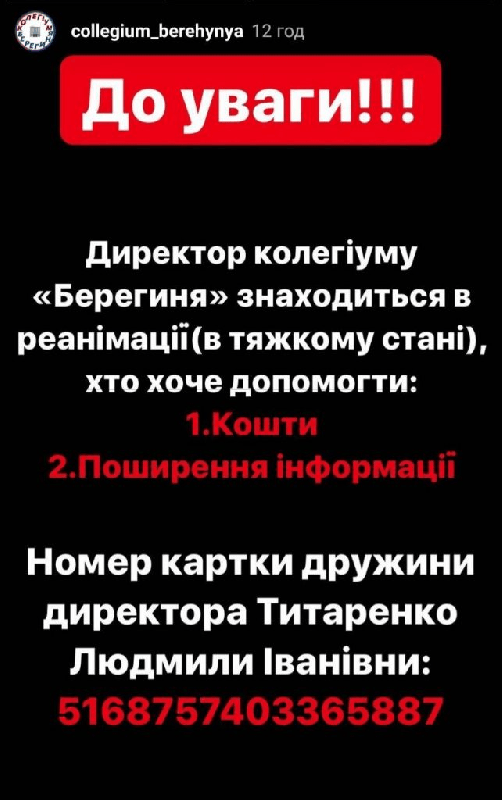 collegium_berehynya 12 год
До уваги!!!
Директор колегіуму
«Берегиня» знаходиться в
реанімації(в тяжкому стані),
хто хоче допомогти:
1.Кошти
2.Поширення інформації
Номер картки дружини
директора Титаренко
Людмили Іванівни:
5168757403365887